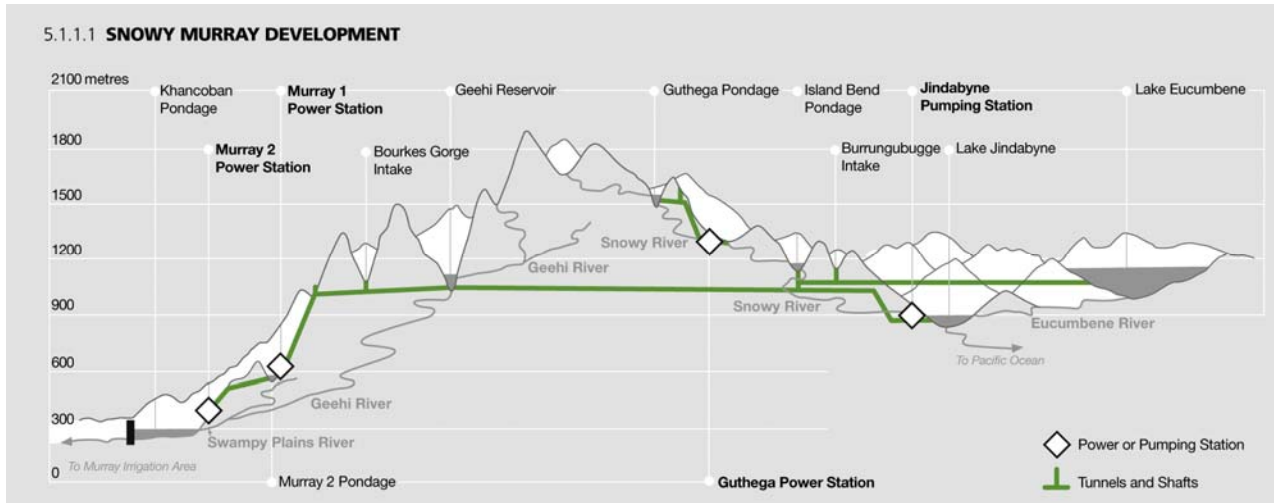 5.1.1.1 SNOWY MURRAY DEVELOPMENT
2100 metres
Khancoban
Pondage
Murray 1
Power Station
Geehi Reservoir
Guthega Pondage
Island Bend
Pondage
Jindabyne
Pumping Station
Lake Eucumbene
1800
Murray 2
Power Station
Bourkes Gorge
Intake
Burrungubugge
Intake
Lake Jindabyne
1500
Snowy River
1200
Geehi River
Snowy River
900
Eucumbene River
To Pacific Ocean
600
Geehi River
300
Swampy Plains River
To Murray Irrigation Area
0
Murray 2 Pondage
Guthega Power Station
Power or Pumping Station
Tunnels and Shafts